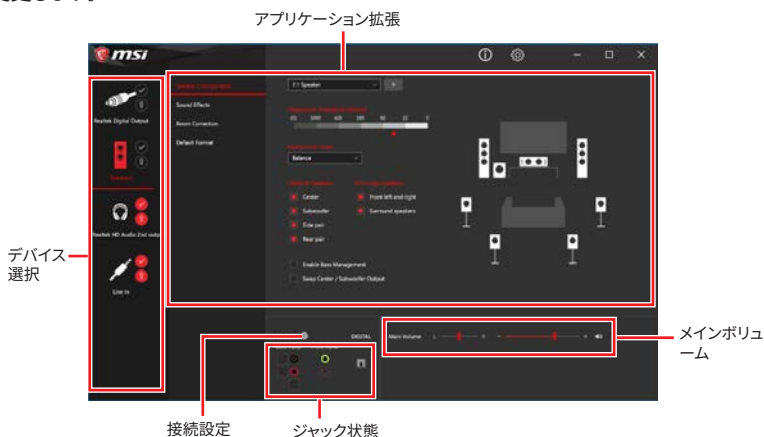 アプリケーション拡張
msi
Realtek Digital Output
Speakers
Realtek HD Audio 2nd output
Line In
Speaker Configuration
Sound Effects
Room Correction
Default Format
7.1 Speaker
Balance
Center
Subwoofer
Side pair
Rear pair
Front left and right
Surround speakers
Enable Bass Management
Swap Center / Subwoofer Output
DIGITAL
Main Volume
L
R
デバイス
選択
メインボリュ
ーム
接続設定
ジャック状態